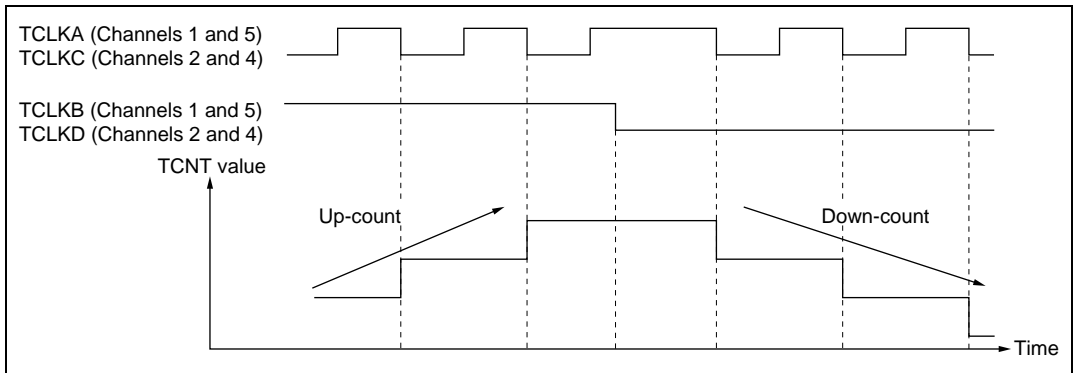 TCLKA (Channels 1 and 5)
TCLKC (Channels 2 and 4)
TCLKB (Channels 1 and 5)
TCLKD (Channels 2 and 4)
TCNT value
Up-count
Down-count
Time